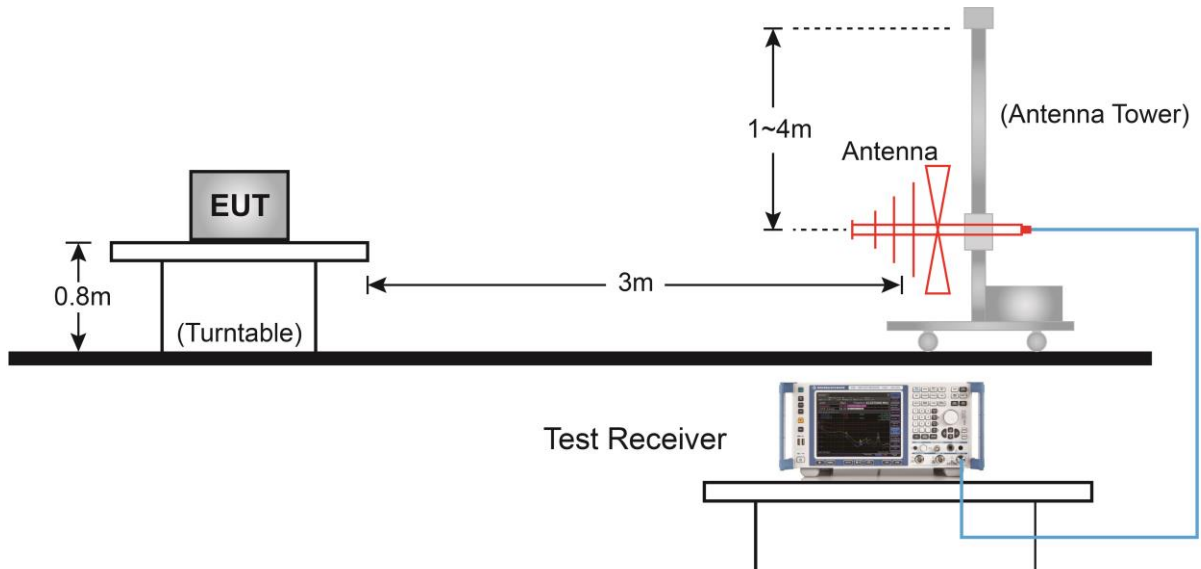 1~4m
(Antenna Tower)
Antenna
EUT
0.8m
3m
(Turntable)
Test Receiver